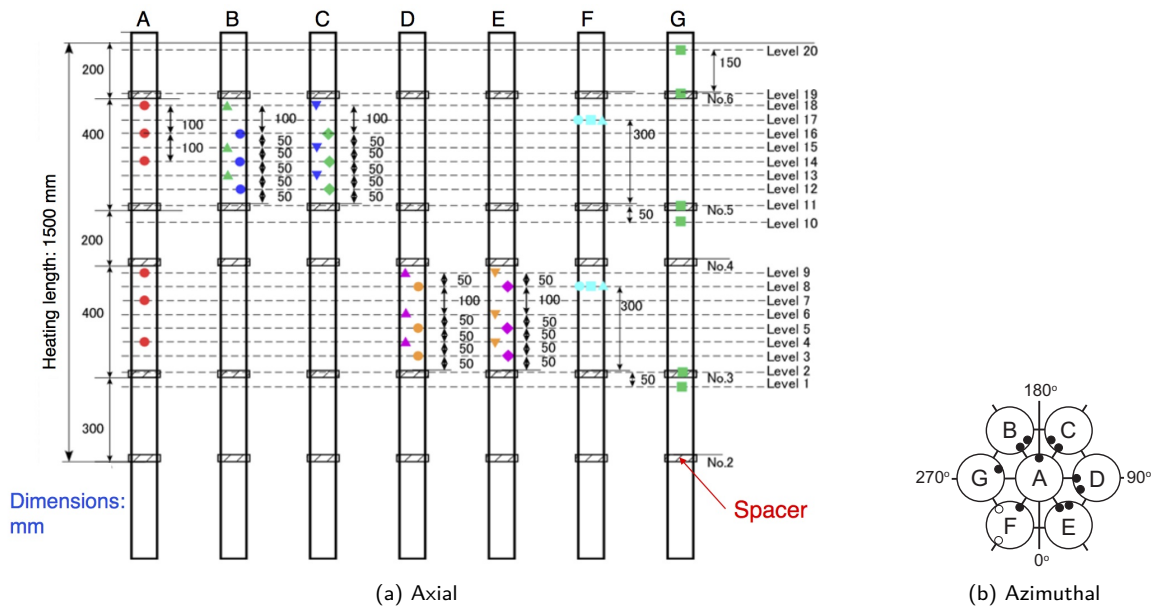 A B C D E F G
Level 20
200
150
Level 19
No.6
Level 18
100
100
100
Level 17
300
400
Level 16
100
50
50
Level 15
50
50
Level 14
50
50
Level 13
50
50
Level 12
50
50
Level 11
No.5
50
Level 10
200
No.4
Level 9
50
50
Level 8
100
100
300
Level 7
400
Level 6
50
50
Level 5
50
50
Level 4
50
50
Level 3
50
50
Level 2
No.3
50
Level 1
300
No.2
Heating length: 1500 mm
Dimensions:
mm
Spacer
(a) Axial
180°
B C
270° G A D 90°
F E
0°
(b) Azimuthal